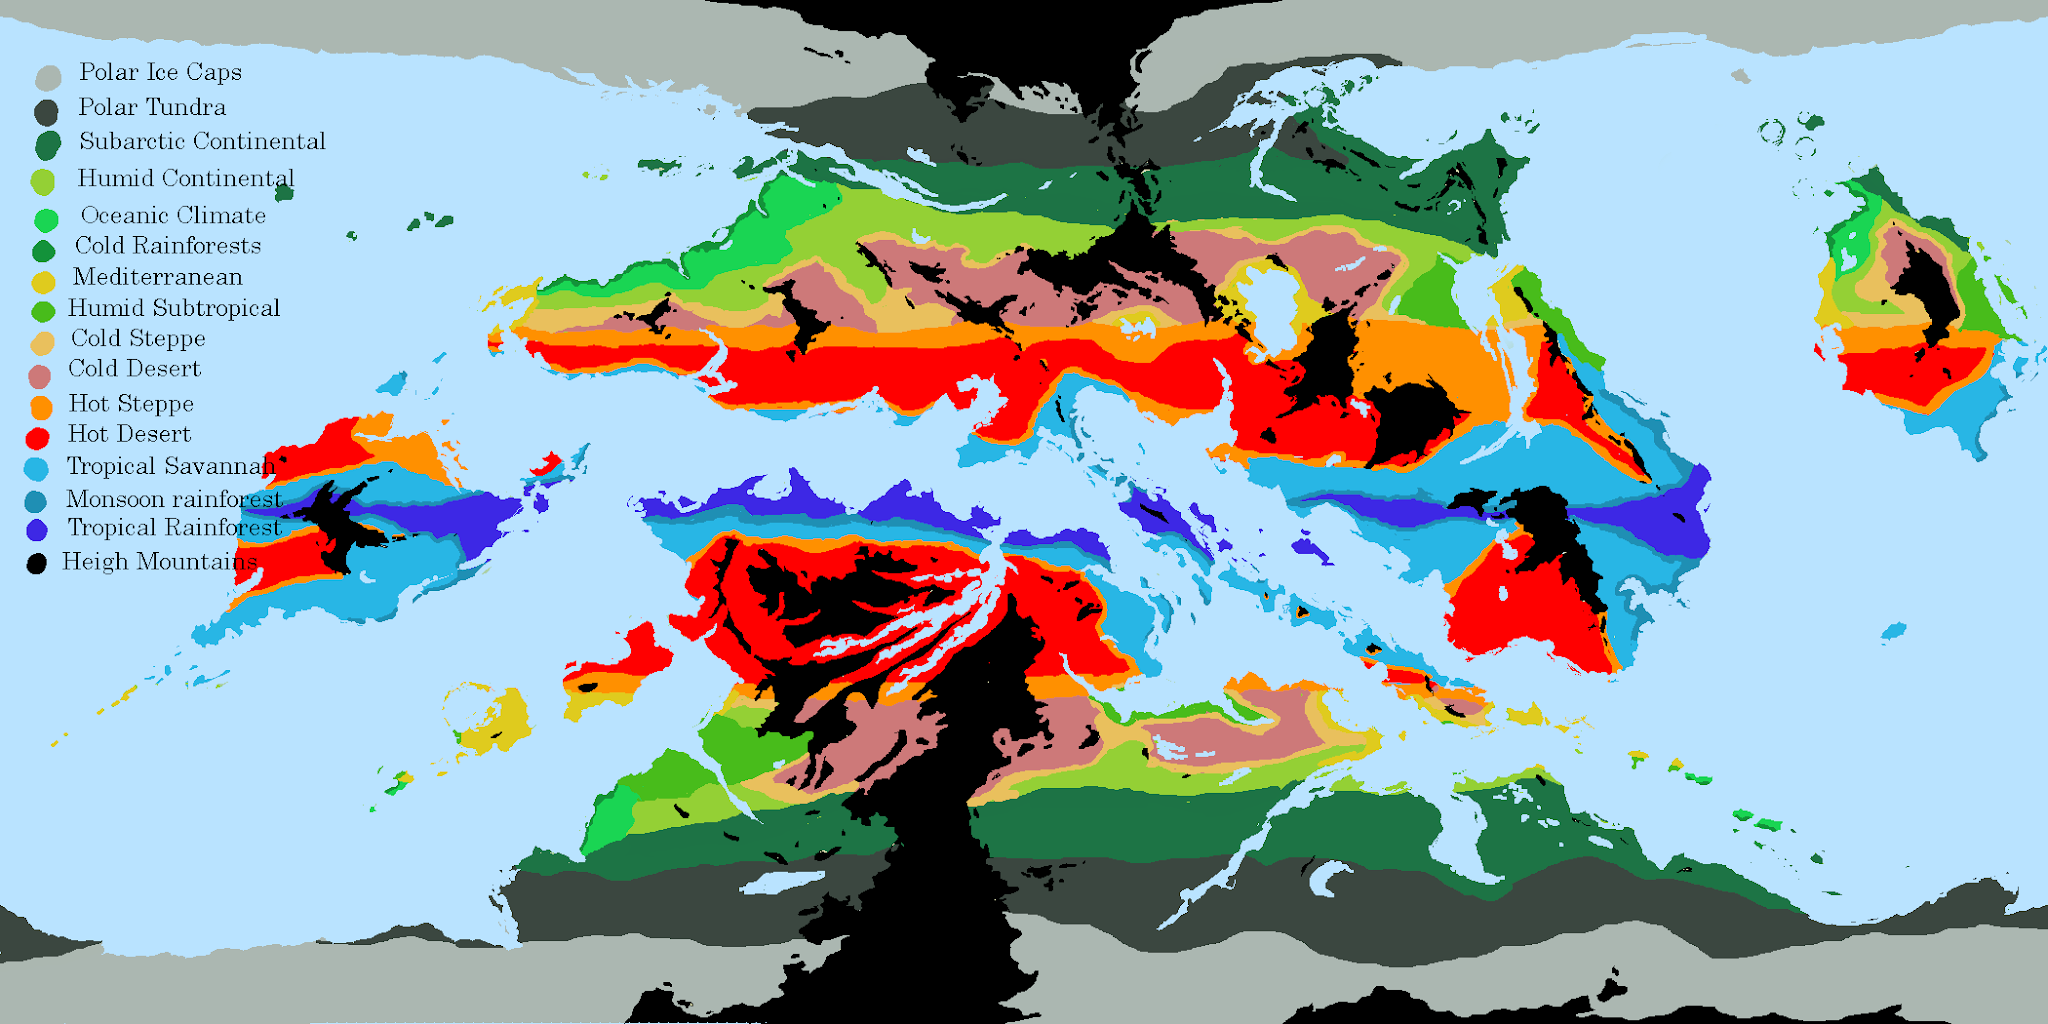 Polar Ice Caps
Polar Tundra
Subarctic Continental
Humid Continental
Oceanic Climate
Cold Rainforests
Mediterranean
Humid Subtropical
Cold Steppe
Cold Desert
Hot Steppe
Hot Desert
Tropical Savannah
Monsoon rainforest
Tropical Rainforest
Heigh Mountains